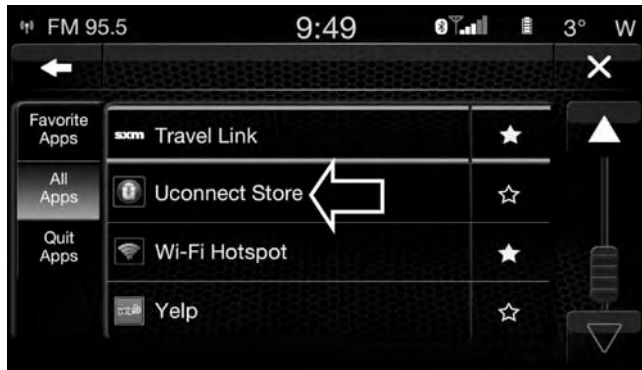 FM 95.5 9:49 3° W
Favorite Apps
sxm Travel Link
All Apps
Uconnect Store
Quit Apps
Wi-Fi Hotspot
Yelp